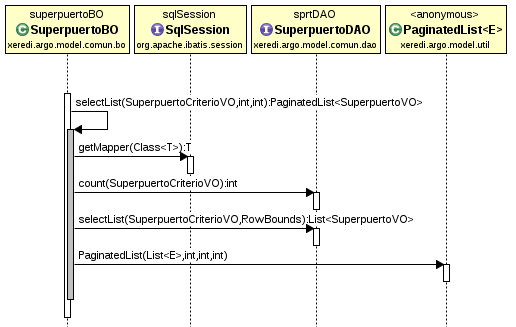 superpuertoBO
C SuperpuertoBO
xeredi.argo.model.comun.bo
sqlSession
I SqlSession
org.apache.ibatis.session
sprtDAO
I SuperpuertoDAO
xeredi.argo.model.comun.dao
<anonymous>
C PaginatedList<E>
xeredi.argo.model.util
selectList(SuperpuertoCriterioVO,int,int):PaginatedList<SuperpuertoVO>
getMapper(Class<T>):T
count(SuperpuertoCriterioVO):int
selectList(SuperpuertoCriterioVO,RowBounds):List<SuperpuertoVO>
PaginatedList(List<E>,int,int,int)